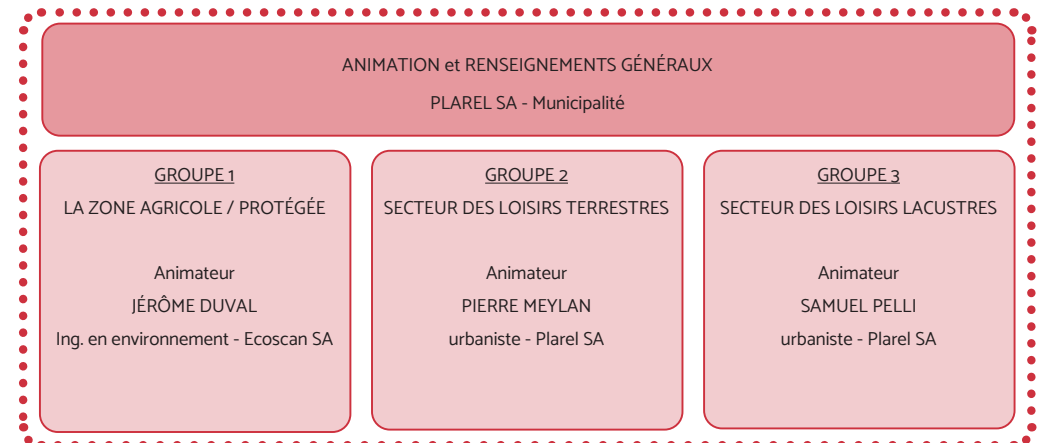 ANIMATION et RENSEIGNEMENTS GÉNÉRAUX
PLAREL SA - Municipalité
GROUPE 1
LA ZONE AGRICOLE / PROTÉGÉE
Animateur
JÉRÔME DUVAL
Ing. en environnement - Ecoscan SA
GROUPE 2
SECTEUR DES LOISIRS TERRESTRES
Animateur
PIERRE MEYLAN
urbaniste - Plarel SA
GROUPE 3
SECTEUR DES LOISIRS LACUSTRES
Animateur
SAMUEL PELLI
urbaniste - Plarel SA